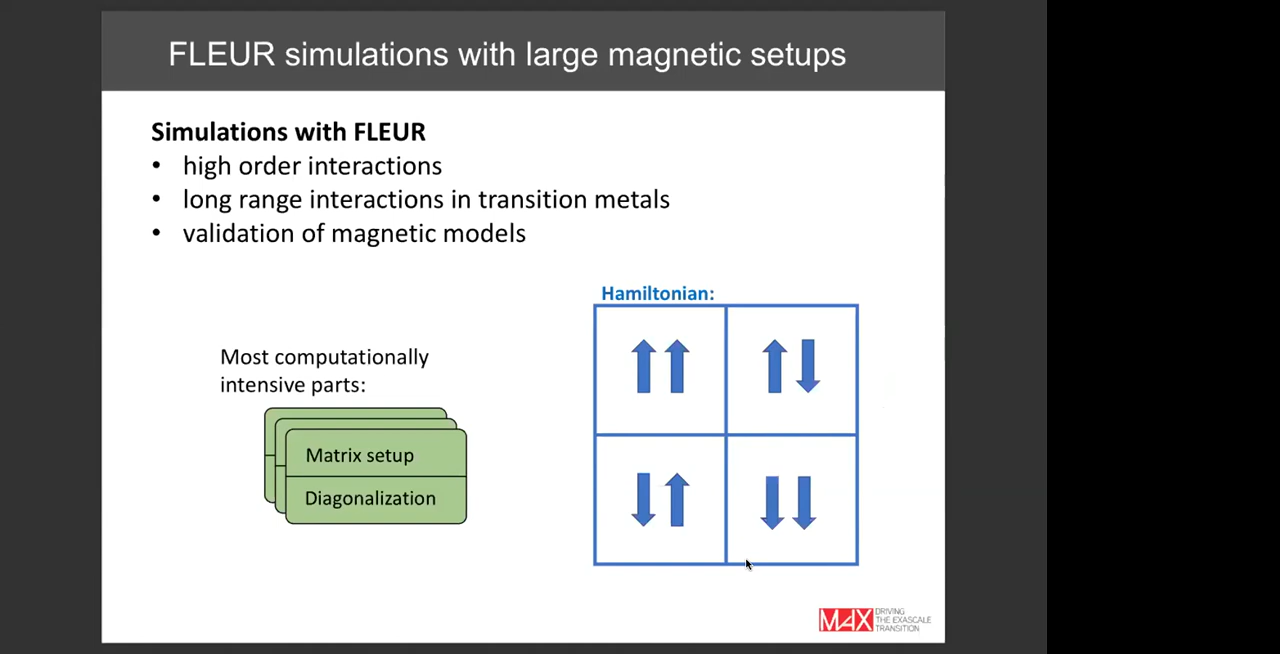 FLEUR simulations with large magnetic setups
Simulations with FLEUR
• high order interactions
• long range interactions in transition metals
• validation of magnetic models
Hamiltonian:
Most computationally
intensive parts:
Matrix setup
Diagonalization
MAX
DRIVING
THE EXASCALE
TRANSITION